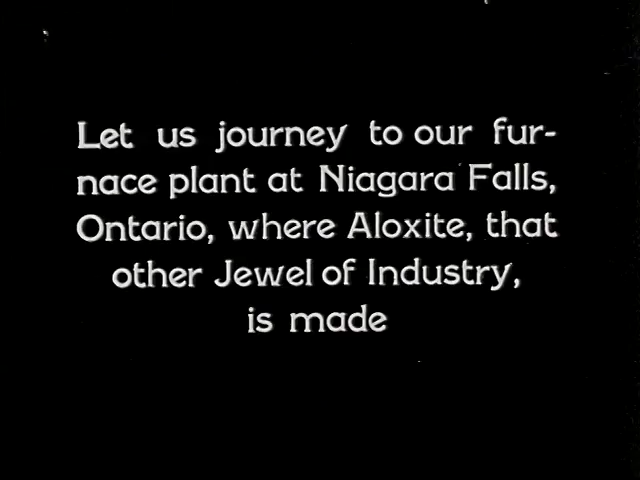 Let us journey to our fur-
nace plant at Niagara Falls,
Ontario, where Aloxite, that
other Jewel of Industry,
is made